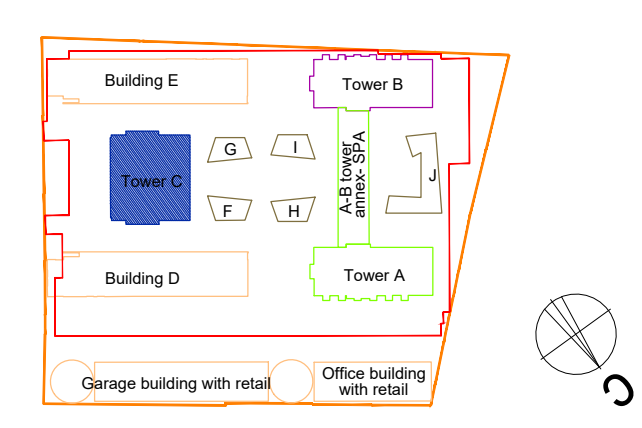 Building E
Tower B
A-B tower
annex- SPA
G
I
Tower C
J
F
H
Building D
Tower A
Garage building with retail
Office building
with retail
С